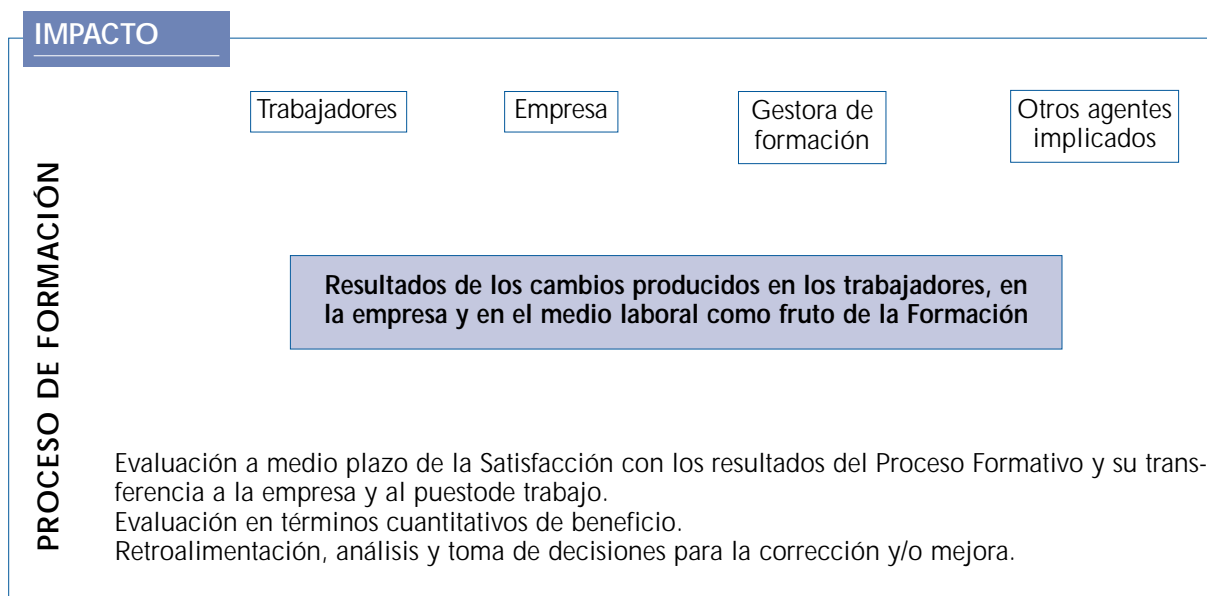 IMPACTO
Trabajadores
Empresa
Gestora de
formación
Otros agentes
implicados
PROCESO DE FORMACIÓN
Resultados de los cambios producidos en los trabajadores, en
la empresa y en el medio laboral como fruto de la Formación
Evaluación a medio plazo de la Satisfacción con los resultados del Proceso Formativo y su trans-
ferencia a la empresa y al puestode trabajo.
Evaluación en términos cuantitativos de beneficio.
Retroalimentación, análisis y toma de decisiones para la corrección y/o mejora.